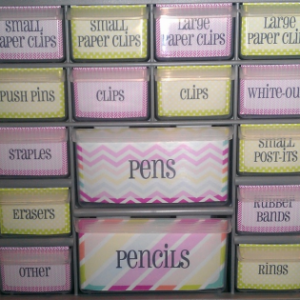 SMALL
PAPER CLIPS
SMALL
PAPER CLIPS
LARGE
PAPER CLIPS
LARGE
PAPER CLIPS
PUSH PINS
CLIPS
CLIPS
WHITE-OUT
STAPLES
PENS
SMALL
POST-ITS
ERASERS
RUBBER
BANDS
OTHER
PENCILS
RINGS